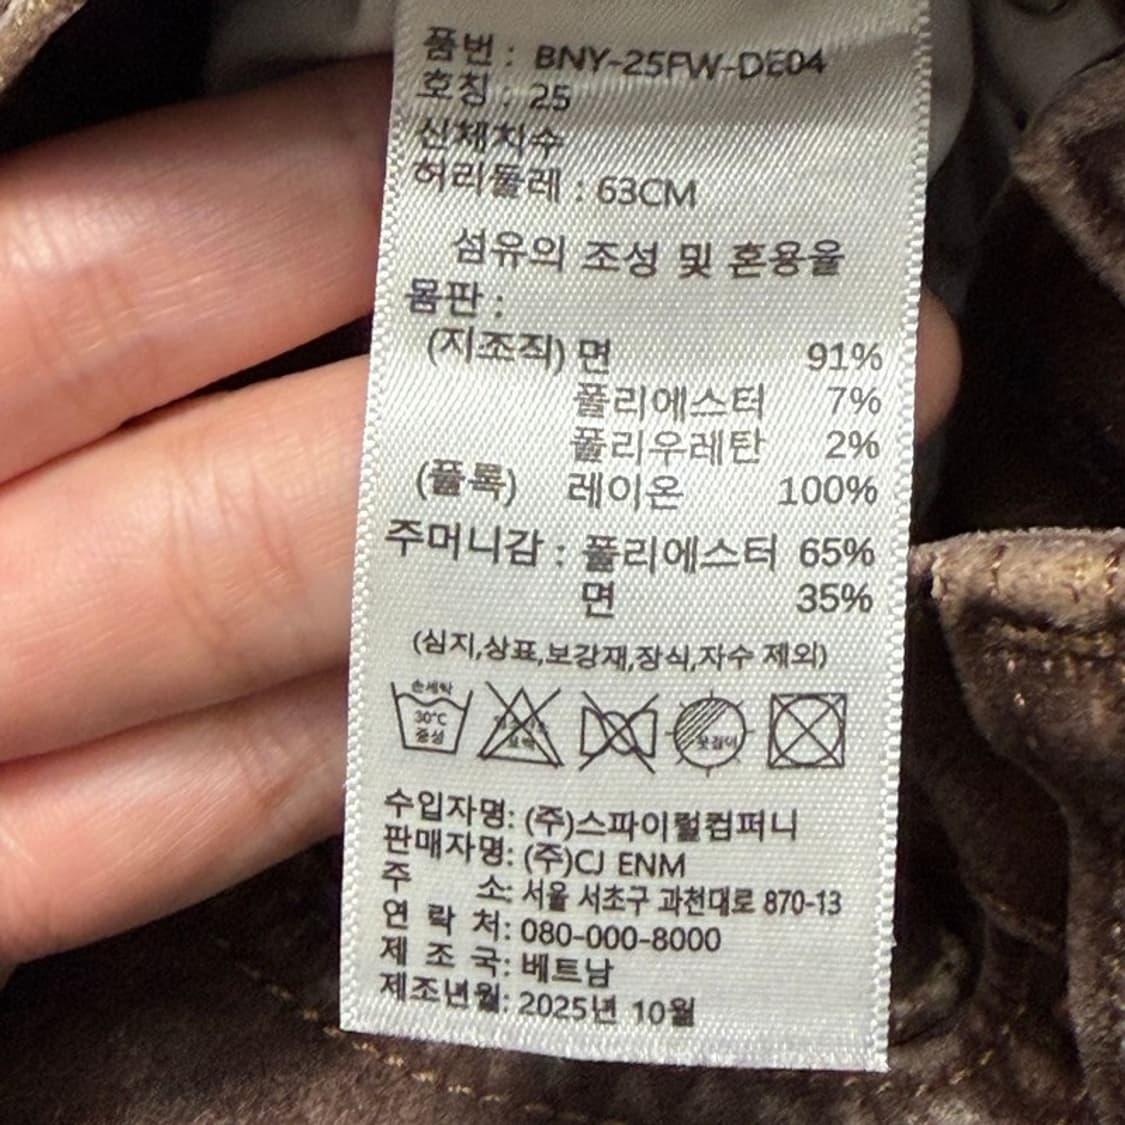 품번 : BNY-25FW-DE04
호칭 : 25
신체치수
허리둘레 : 63CM
섬유의 조성 및 혼용율
몸판 :
(지조직) 면 91%
폴리에스터 7%
폴리우레탄 2%
(플록) 레이온 100%
주머니감 : 폴리에스터 65%
면 35%
(심지,상표,보강재,장식,자수 제외)
손세탁
30℃
중성
옷걸이
수입자명: (주)스파이럴컴퍼니
판매자명: (주)CJ ENM
주 소: 서울 서초구 과천대로 870-13
연 락 처: 080-000-8000
제 조 국: 베트남
제조년월: 2025년 10월